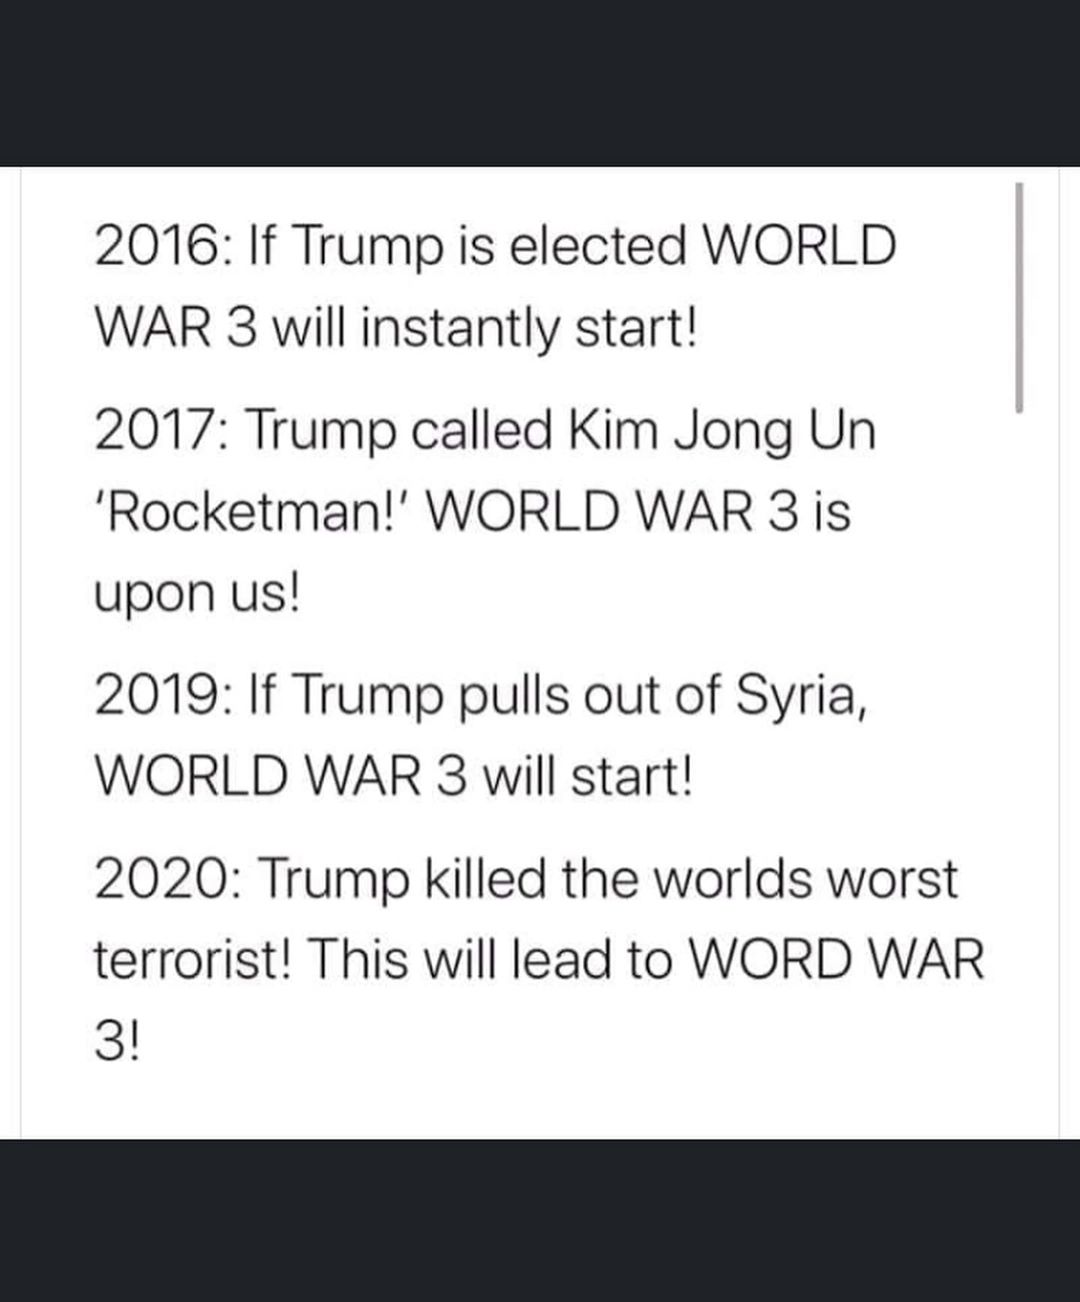 2016: If Trump is elected WORLD
WAR 3 will instantly start!
2017: Trump called Kim Jong Un
'Rocketman!' WORLD WAR 3 is
upon us!
2019: If Trump pulls out of Syria,
WORLD WAR 3 will start!
2020: Trump killed the worlds worst
terrorist! This will lead to WORD WAR
3!